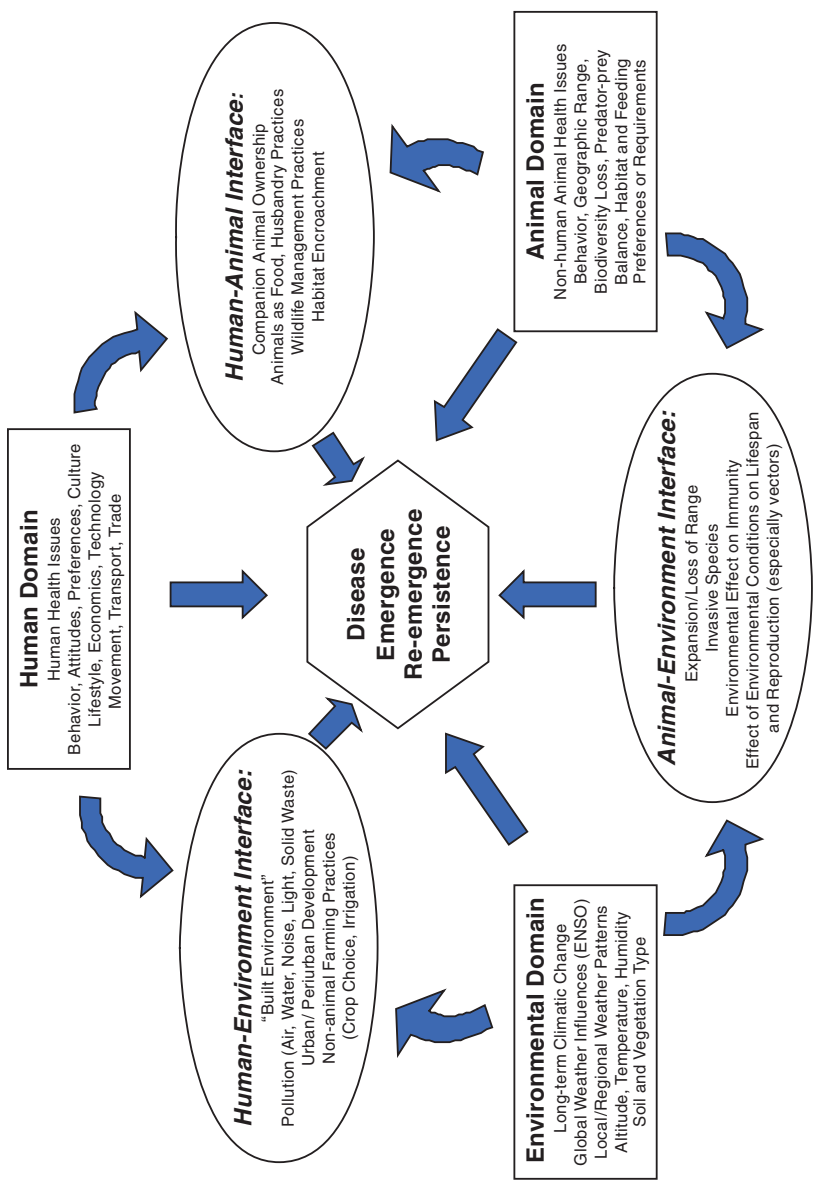 Human Domain
Human Health Issues
Behavior, Attitudes, Preferences, Culture
Lifestyle, Economics, Technology
Movement, Transport, Trade
Human-Environment Interface:
“Built Environment”
Pollution (Air, Water, Noise, Light, Solid Waste)
Urban/ Periurban Development
Non-animal Farming Practices
(Crop Choice, Irrigation)
Human-Animal Interface:
Companion Animal Ownership
Animals as Food, Husbandry Practices
Wildlife Management Practices
Habitat Encroachment
Disease
Emergence
Re-emergence
Persistence
Environmental Domain
Long-term Climatic Change
Global Weather Influences (ENSO)
Local/Regional Weather Patterns
Altitude, Temperature, Humidity
Soil and Vegetation Type
Animal Domain
Non-human Animal Health Issues
Behavior, Geographic Range,
Biodiversity Loss, Predator-prey
Balance, Habitat and Feeding
Preferences or Requirements
Animal-Environment Interface:
Expansion/Loss of Range
Invasive Species
Environmental Effect on Immunity
Effect of Environmental Conditions on Lifespan
and Reproduction (especially vectors)